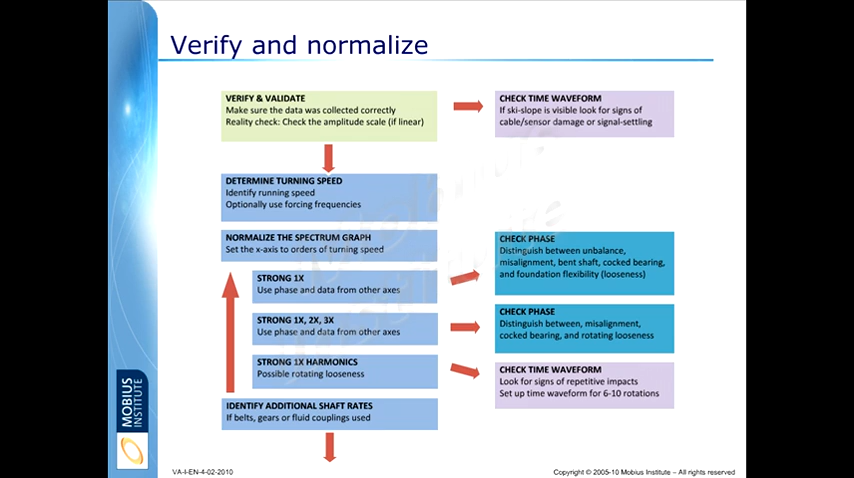 Verify and normalize
VERIFY & VALIDATE
Make sure the data was collected correctly
Reality check: Check the amplitude scale (if linear)
CHECK TIME WAVEFORM
If ski-slope is visible look for signs of
cable/sensor damage or signal-settling
DETERMINE TURNING SPEED
Identify running speed
Optionally use forcing frequencies
NORMALIZE THE SPECTRUM GRAPH
Set the x-axis to orders of turning speed
STRONG 1X
Use phase and data from other axes
CHECK PHASE
Distinguish between unbalance,
misalignment, bent shaft, cocked bearing,
and foundation flexibility (looseness)
STRONG 1X, 2X, 3X
Use phase and data from other axes
CHECK PHASE
Distinguish between, misalignment,
cocked bearing, and rotating looseness
STRONG 1X HARMONICS
Possible rotating looseness
CHECK TIME WAVEFORM
Look for signs of repetitive impacts
Set up time waveform for 6-10 rotations
IDENTIFY ADDITIONAL SHAFT RATES
If belts, gears or fluid couplings used
MOBIUS
INSTITUTE
VA-I-EN-4-02-2010
Copyright © 2005-10 Mobius Institute – All rights reserved